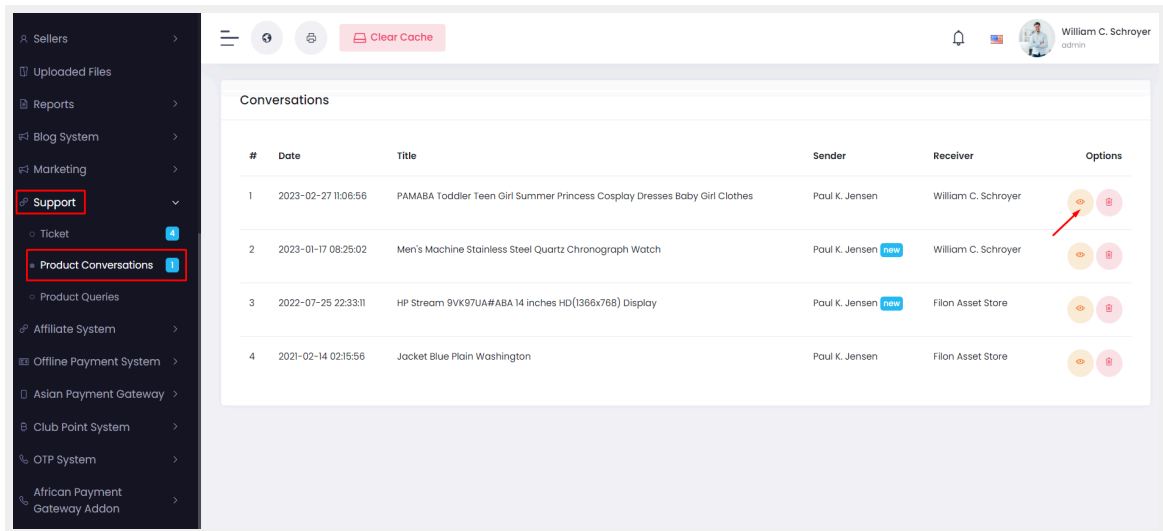 Sellers
Uploaded Files
Reports
Blog System
Marketing
Support
Ticket 4
Product Conversations 1
Product Queries
Affiliate System
Offline Payment System
Asian Payment Gateway
Club Point System
OTP System
African Payment
Gateway Addon
Clear Cache
William C. Schroyer
admin
Conversations
# Date Title Sender Receiver Options
1 2023-02-27 11:06:56 PAMABA Toddler Teen Girl Summer Princess Cosplay Dresses Baby Girl Clothes Paul K. Jensen William C. Schroyer
2 2023-01-17 08:25:02 Men's Machine Stainless Steel Quartz Chronograph Watch Paul K. Jensen new William C. Schroyer
3 2022-07-25 22:33:11 HP Stream 9VK97UA#ABA 14 inches HD(1366x768) Display Paul K. Jensen new Filon Asset Store
4 2021-02-14 02:15:56 Jacket Blue Plain Washington Paul K. Jensen Filon Asset Store